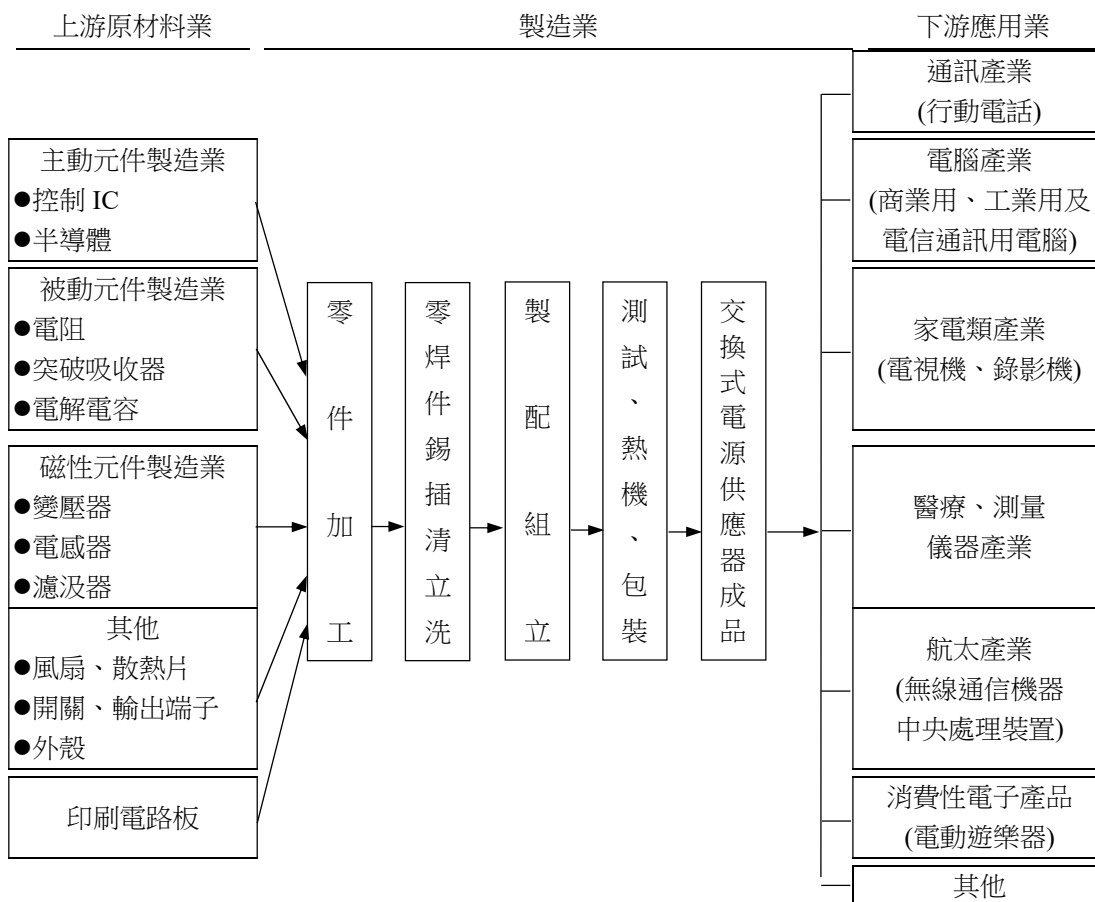 上游原材料業
製造業
下游應用業
主動元件製造業
●控制 IC
●半導體
被動元件製造業
●電阻
●突破吸收器
●電解電容
磁性元件製造業
●變壓器
●電感器
●濾汲器
其他
●風扇、散熱片
●開關、輸出端子
●外殼
印刷電路板
零件加工
零焊件錫插清立洗
製配組立
測試、熱機、包裝
交換式電源供應器成品
通訊產業
(行動電話)
電腦產業
(商業用、工業用及
電信通訊用電腦)
家電類產業
(電視機、錄影機)
醫療、測量
儀器產業
航太產業
(無線通信機器
中央處理裝置)
消費性電子產品
(電動遊樂器)
其他